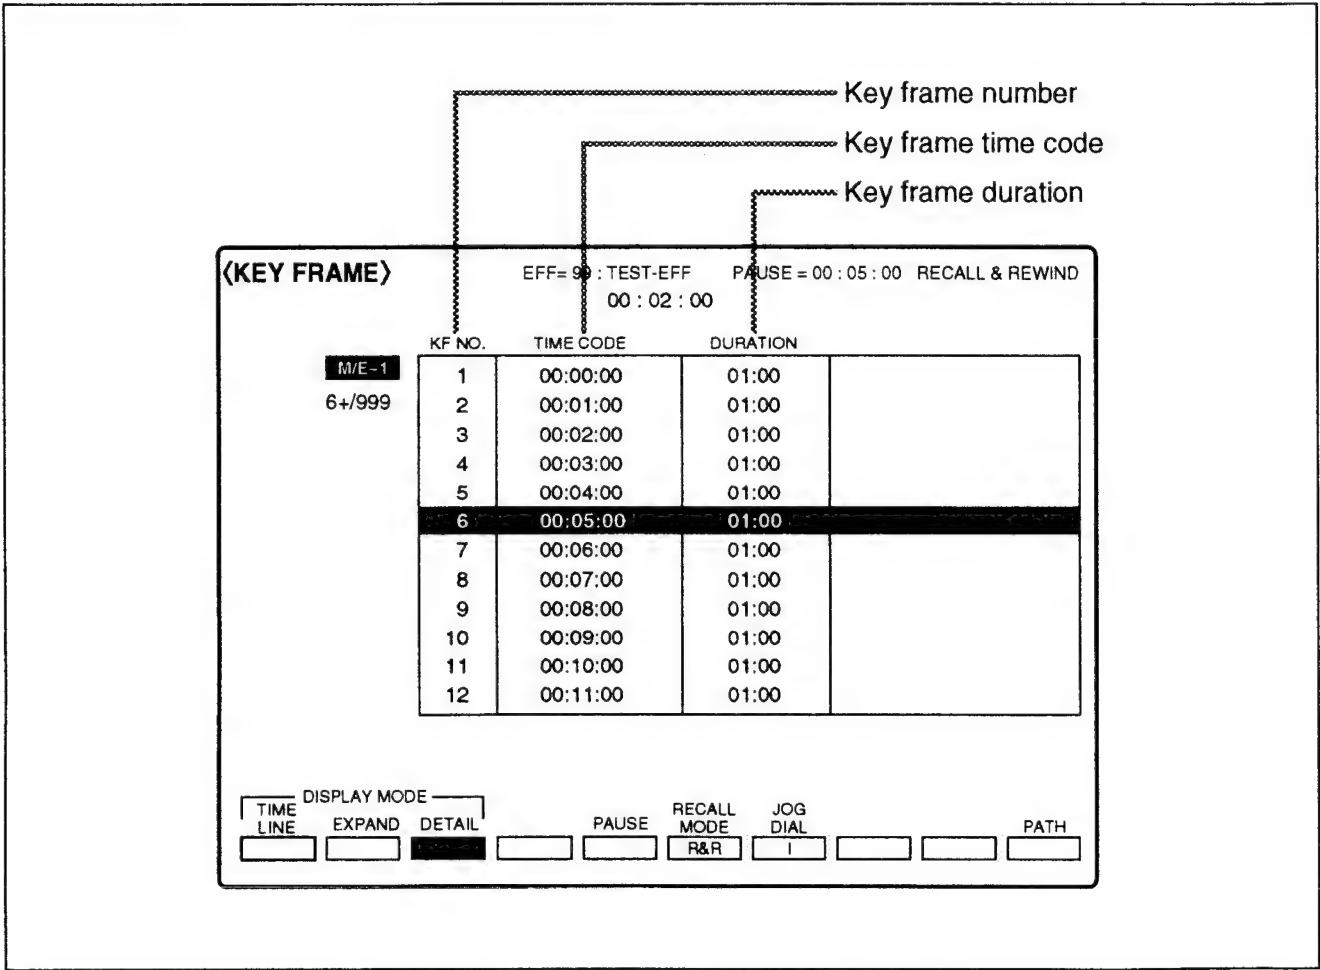 Key frame number
Key frame time code
Key frame duration
⟨KEY FRAME⟩ EFF= 99 : TEST-EFF PAUSE = 00 : 05 : 00 RECALL & REWIND
00 : 02 : 00
KF NO. TIME CODE DURATION
M/E-1
6+/999
1 00:00:00 01:00
2 00:01:00 01:00
3 00:02:00 01:00
4 00:03:00 01:00
5 00:04:00 01:00
6 00:05:00 01:00
7 00:06:00 01:00
8 00:07:00 01:00
9 00:08:00 01:00
10 00:09:00 01:00
11 00:10:00 01:00
12 00:11:00 01:00
DISPLAY MODE
TIME LINE
EXPAND
DETAIL
PAUSE
RECALL MODE
R&R
JOG DIAL
I
PATH